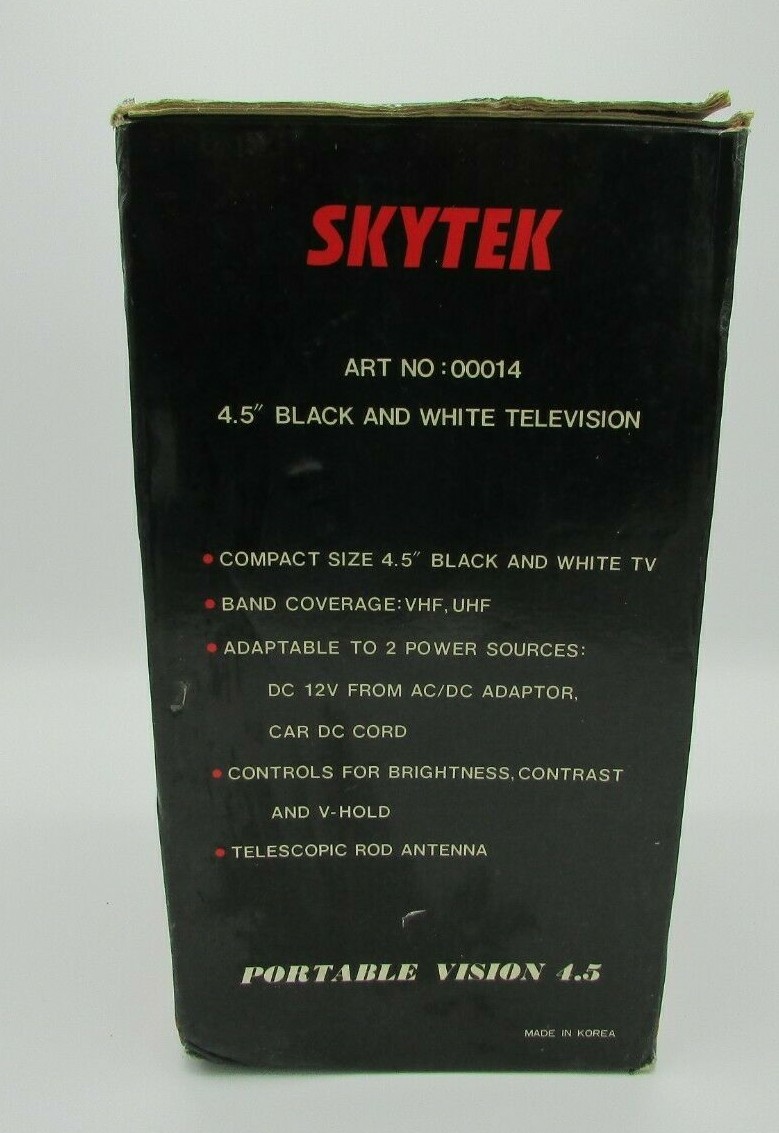 SKYTEK
ART NO : 00014
4.5" BLACK AND WHITE TELEVISION
• COMPACT SIZE 4.5" BLACK AND WHITE TV
• BAND COVERAGE: VHF, UHF
• ADAPTABLE TO 2 POWER SOURCES:
DC 12V FROM AC/DC ADAPTOR,
CAR DC CORD
• CONTROLS FOR BRIGHTNESS, CONTRAST
AND V-HOLD
• TELESCOPIC ROD ANTENNA
PORTABLE VISION 4.5
MADE IN KOREA